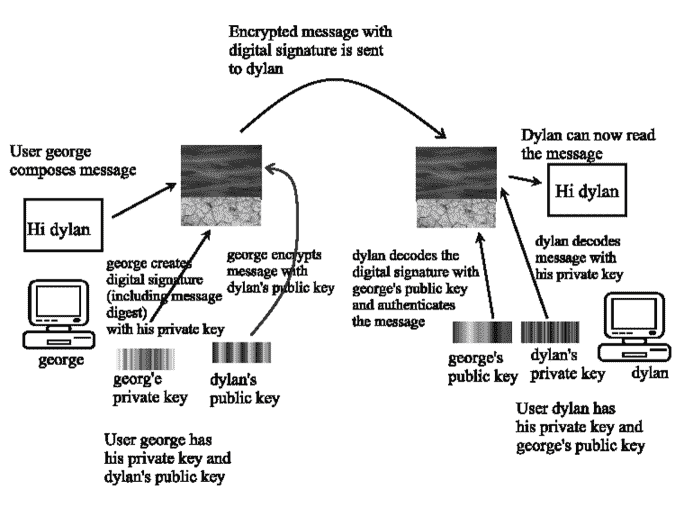 Encrypted message with
digital signature is sent
to dylan
User george
composes message
Hi dylan
george creates
digital signature
(including message
digest)
with his private key
george encrypts
message with
dylan's public key
george
georg'e
private key
dylan's
public key
User george has
his private key and
dylan's public key
Dylan can now read
the message
Hi dylan
dylan decodes the
digital signature with
george's public key
and authenticates
the message
dylan decodes
message with
his private key
george's
public key
dylan's
private key
dylan
User dylan has
his private key and
george's public key